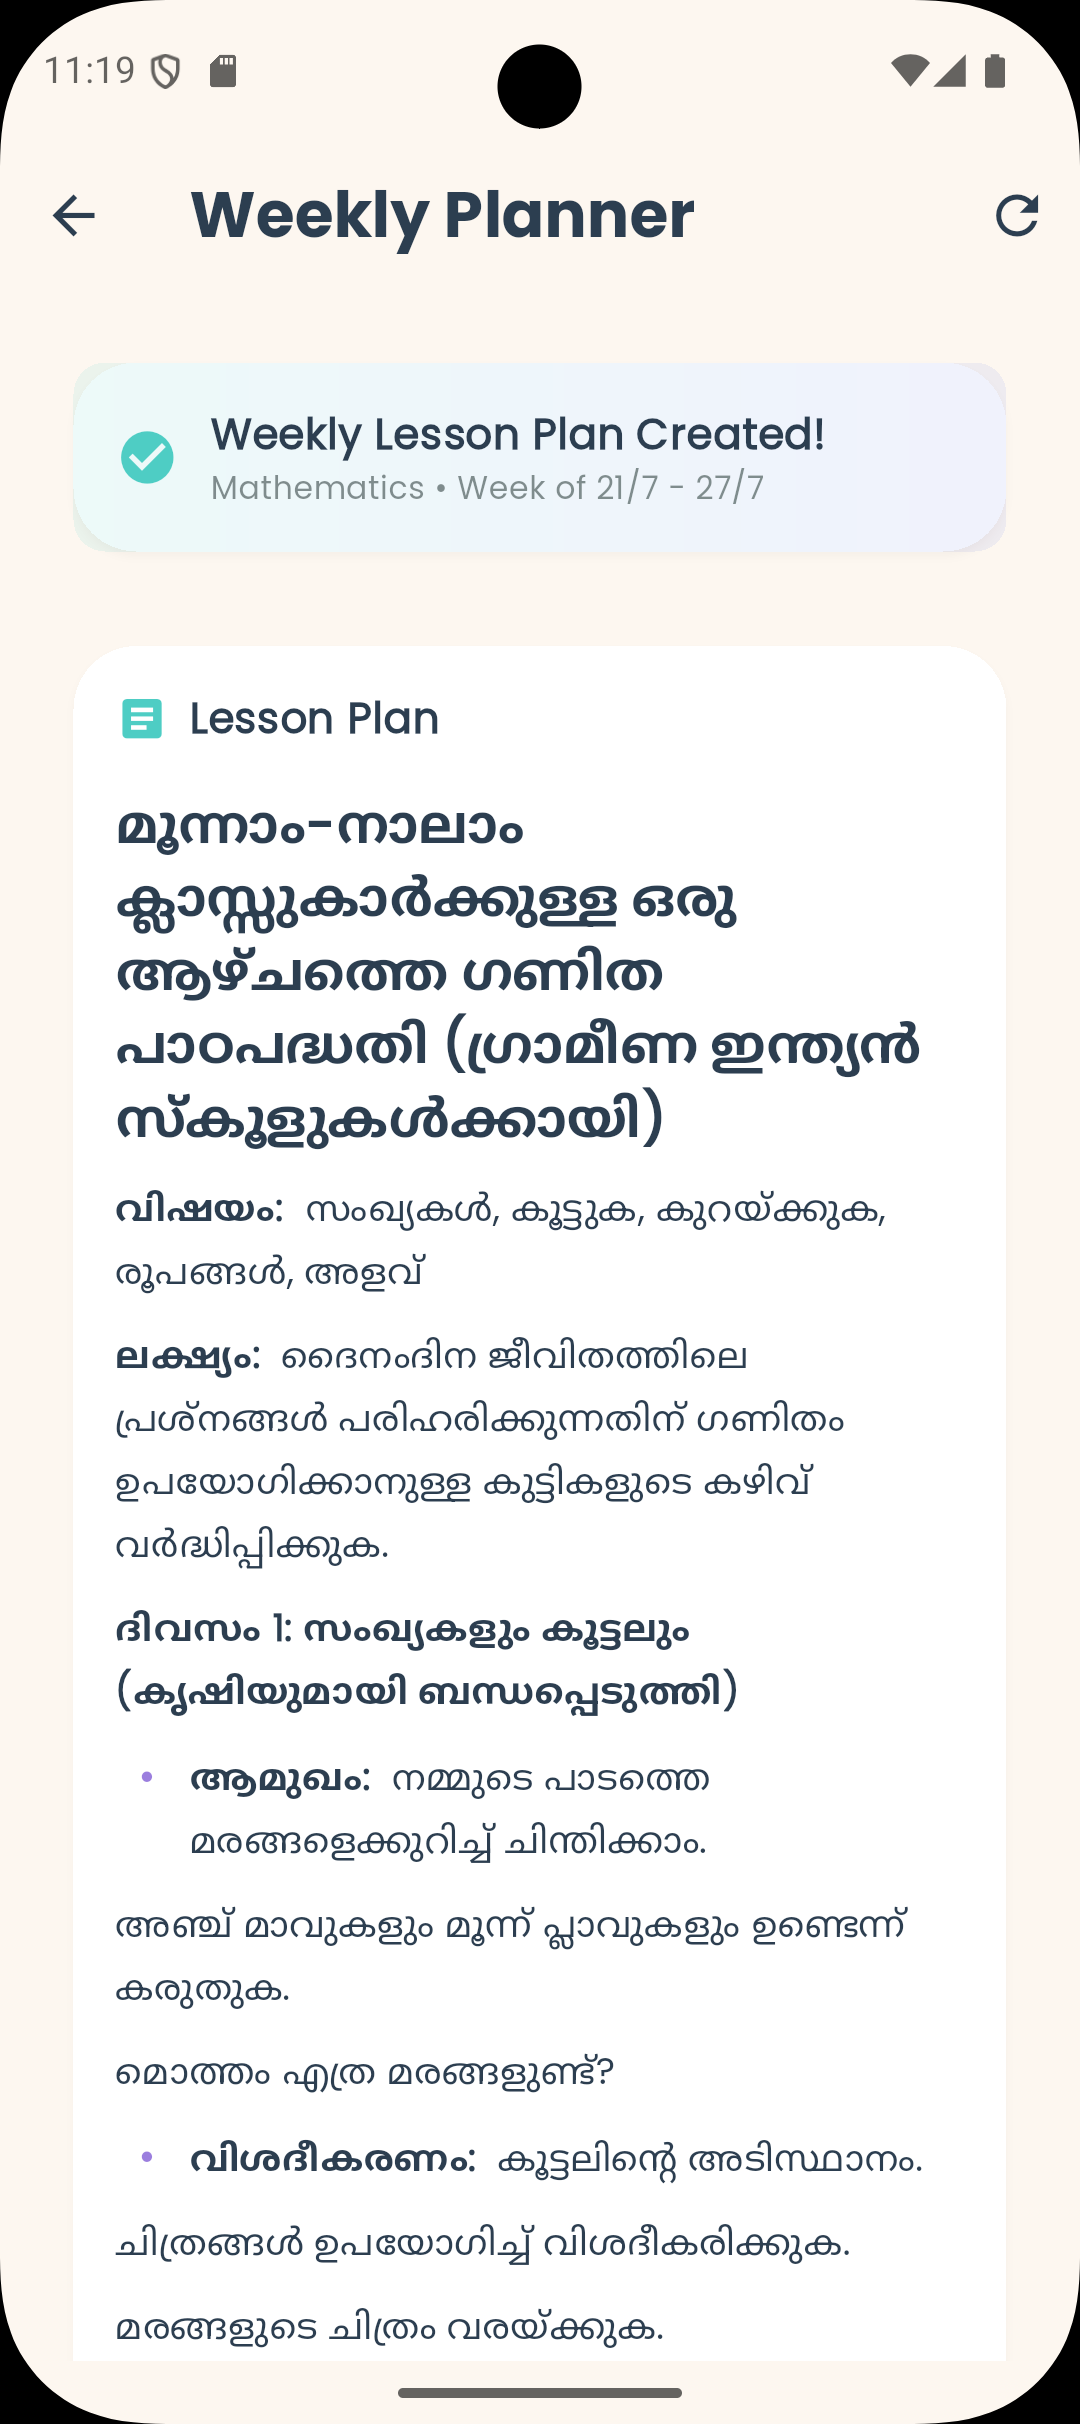 11:19
Weekly Planner
Weekly Lesson Plan Created!
Mathematics • Week of 21/7 - 27/7
Lesson Plan
മൂന്നാം-നാലാം
ക്ലാസ്സുകാർക്കുള്ള ഒരു
ആഴ്ചത്തെ ഗണിത
പാഠപദ്ധതി (ഗ്രാമീണ ഇന്ത്യൻ
സ്കൂളുകൾക്കായി)
വിഷയം: സംഖ്യകൾ, കൂട്ടുക, കുറയ്ക്കുക,
രൂപങ്ങൾ, അളവ്
ലക്ഷ്യം: ദൈനംദിന ജീവിതത്തിലെ
പ്രശ്നങ്ങൾ പരിഹരിക്കുന്നതിന് ഗണിതം
ഉപയോഗിക്കാനുള്ള കുട്ടികളുടെ കഴിവ്
വർദ്ധിപ്പിക്കുക.
ദിവസം 1: സംഖ്യകളും കൂട്ടലും
(കൃഷിയുമായി ബന്ധപ്പെടുത്തി)
• ആമുഖം: നമ്മുടെ പാടത്തെ
മരങ്ങളെക്കുറിച്ച് ചിന്തിക്കാം.
അഞ്ച് മാവുകളും മൂന്ന് പ്ലാവുകളും ഉണ്ടെന്ന്
കരുതുക.
മൊത്തം എത്ര മരങ്ങളുണ്ട്?
• വിശദീകരണം: കൂട്ടലിന്റെ അടിസ്ഥാനം.
ചിത്രങ്ങൾ ഉപയോഗിച്ച് വിശദീകരിക്കുക.
മരങ്ങളുടെ ചിത്രം വരയ്ക്കുക.